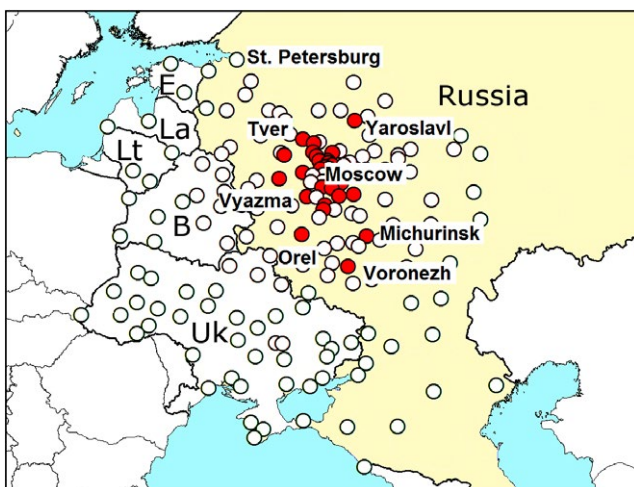 St. Petersburg
E
Russia
La
Tver
Yaroslavl
Lt
Moscow
Vyazma
B
Michurinsk
Orel
Voronezh
Uk